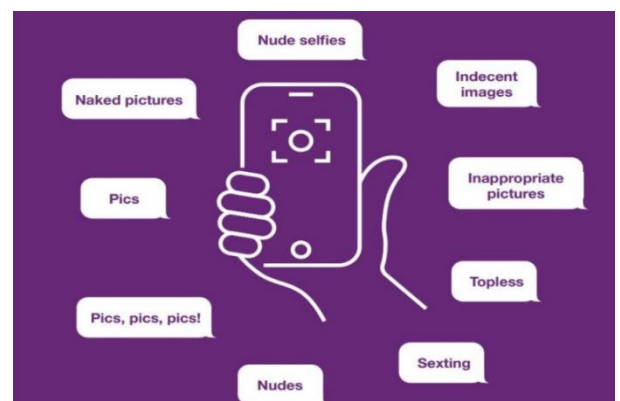 Nude selfies
Indecent
images
Naked pictures
Inappropriate
pictures
Pics
Topless
Pics, pics, pics!
Sexting
Nudes